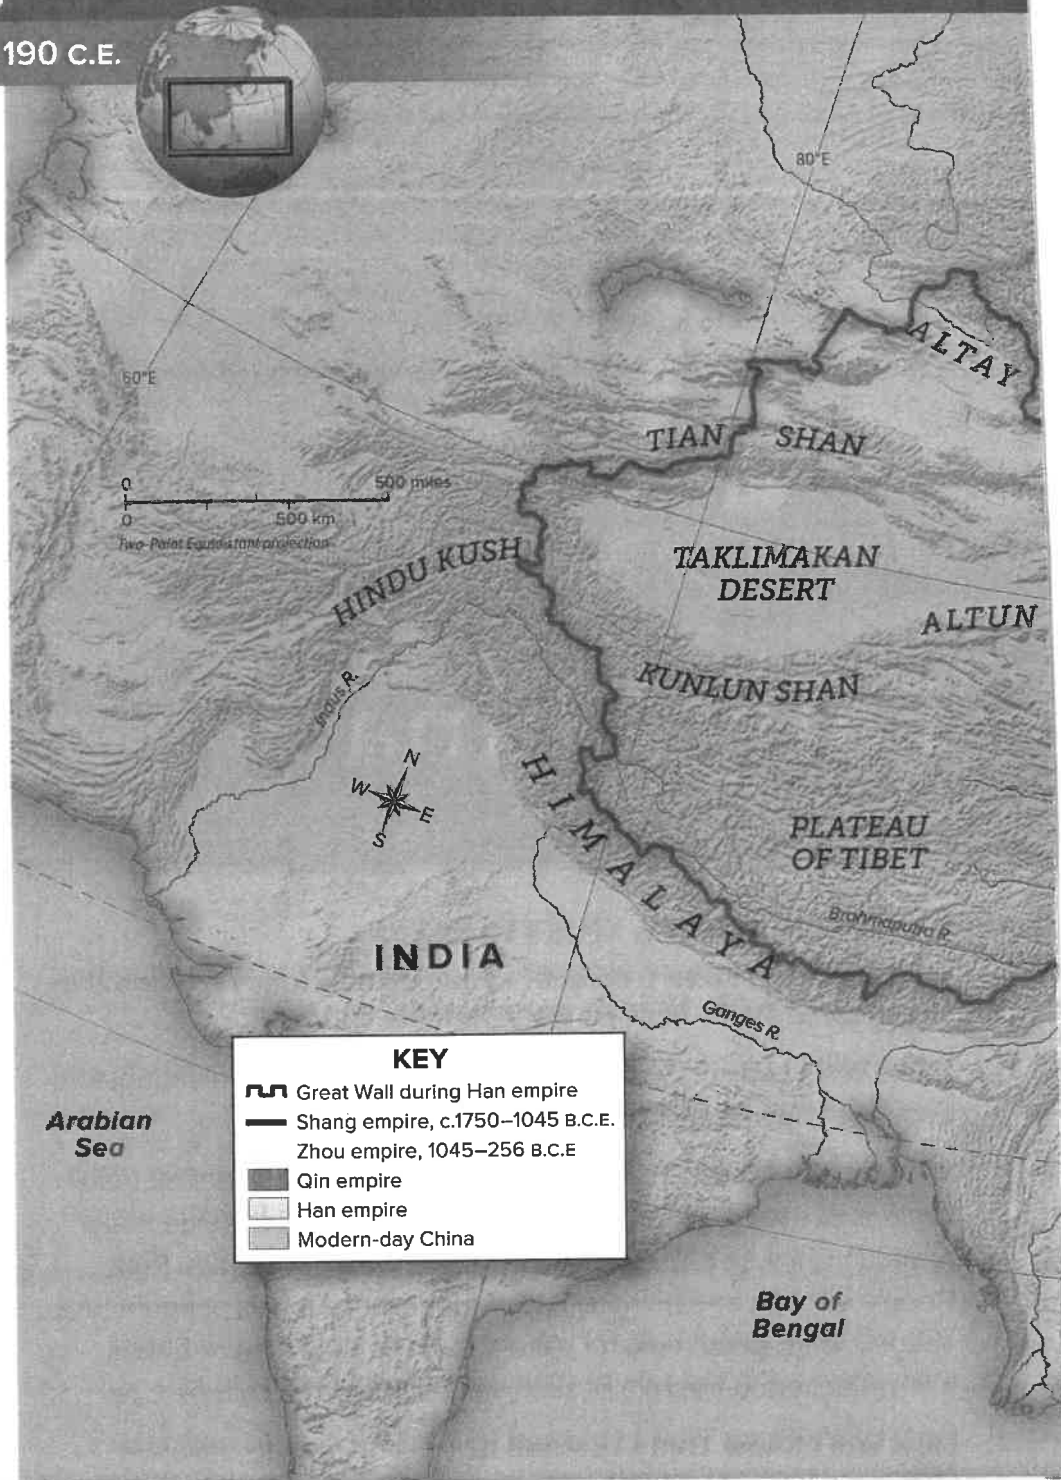 190 C.E.
80°E
60°E
ALTAY
TIAN SHAN
0 500 miles
0 500 km
Two-Point Equidistant projection
HINDU KUSH
TAKLIMAKAN
DESERT
ALTUN
KUNLUN SHAN
Indus R.
N
W
E
S
HIMALAYA
PLATEAU
OF TIBET
Brahmaputra R.
INDIA
Ganges R.
KEY
Great Wall during Han empire
Shang empire, c.1750–1045 B.C.E.
Zhou empire, 1045–256 B.C.E
Qin empire
Han empire
Modern-day China
Arabian
Sea
Bay of
Bengal